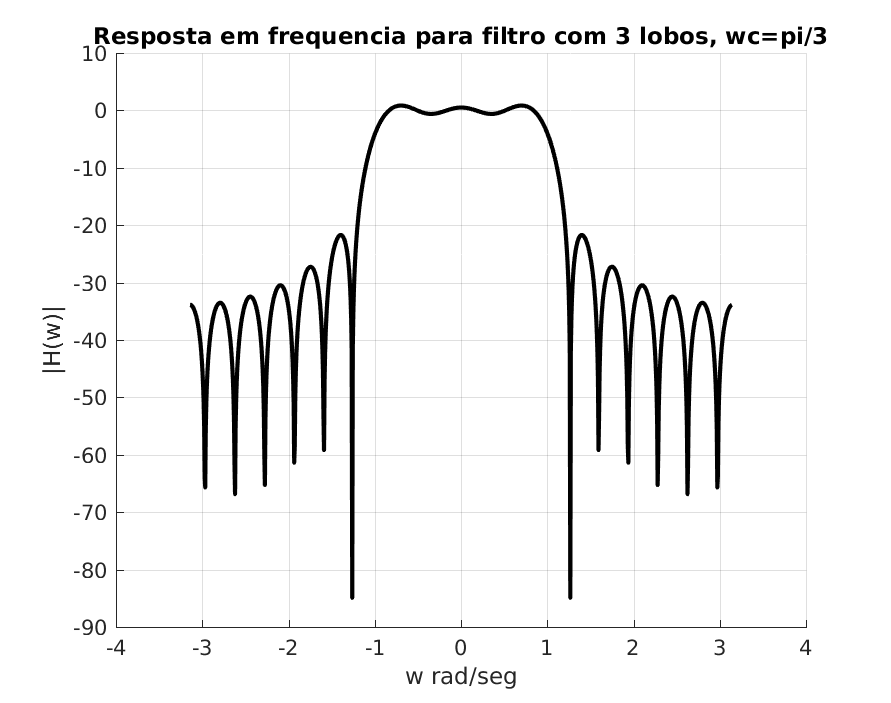 Resposta em frequencia para filtro com 3 lobos, wc=pi/3
10
0
-10
-20
-30
-40
-50
-60
-70
-80
-90
|H(w)|
-4 -3 -2 -1 0 1 2 3 4
w rad/seg